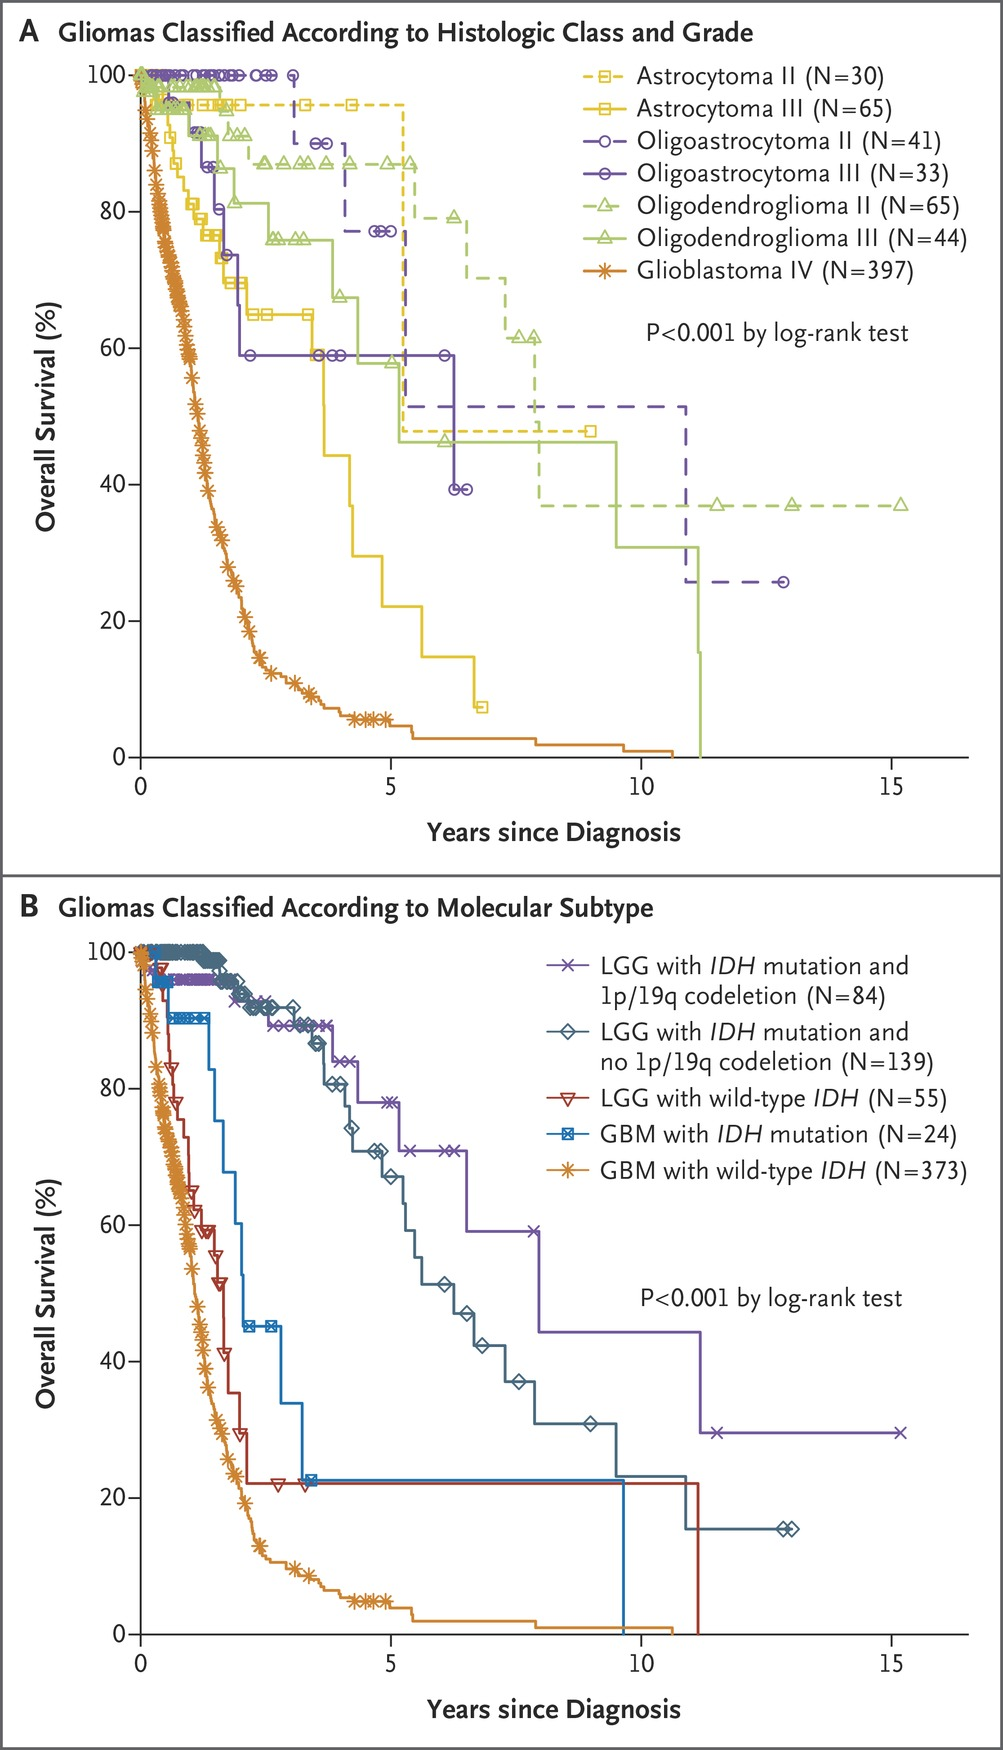 A Gliomas Classified According to Histologic Class and Grade
100
80
60
40
20
0
Overall Survival (%)
Astrocytoma II (N=30)
Astrocytoma III (N=65)
Oligoastrocytoma II (N=41)
Oligoastrocytoma III (N=33)
Oligodendroglioma II (N=65)
Oligodendroglioma III (N=44)
Glioblastoma IV (N=397)
P<0.001 by log-rank test
0 5 10 15
Years since Diagnosis
B Gliomas Classified According to Molecular Subtype
100
80
60
40
20
0
Overall Survival (%)
LGG with IDH mutation and
1p/19q codeletion (N=84)
LGG with IDH mutation and
no 1p/19q codeletion (N=139)
LGG with wild-type IDH (N=55)
GBM with IDH mutation (N=24)
GBM with wild-type IDH (N=373)
P<0.001 by log-rank test
0 5 10 15
Years since Diagnosis